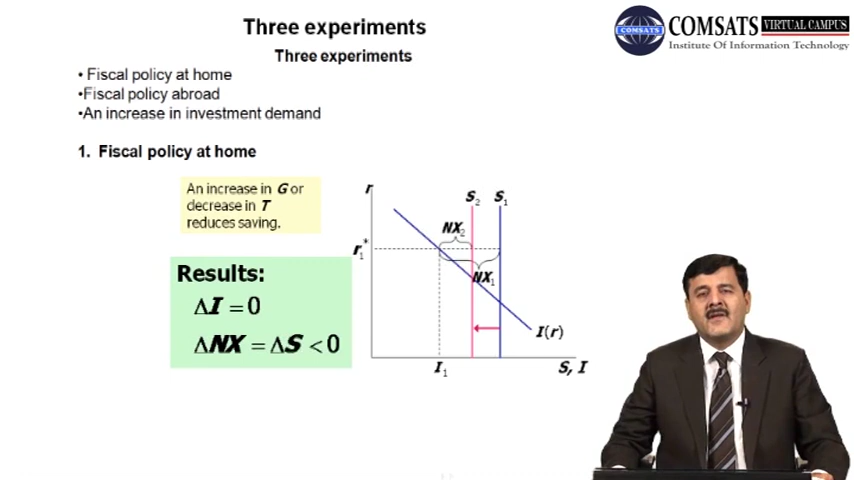 Three experiments
COMSATS
COMSATS VIRTUAL CAMPUS
Institute Of Information Technology
Three experiments
• Fiscal policy at home
•Fiscal policy abroad
•An increase in investment demand
1. Fiscal policy at home
An increase in G or
decrease in T
reduces saving.
Results:
ΔI = 0
ΔNX = ΔS < 0
r
S₂
S₁
NX₂
r₁*
NX₁
I(r)
I₁
S, I